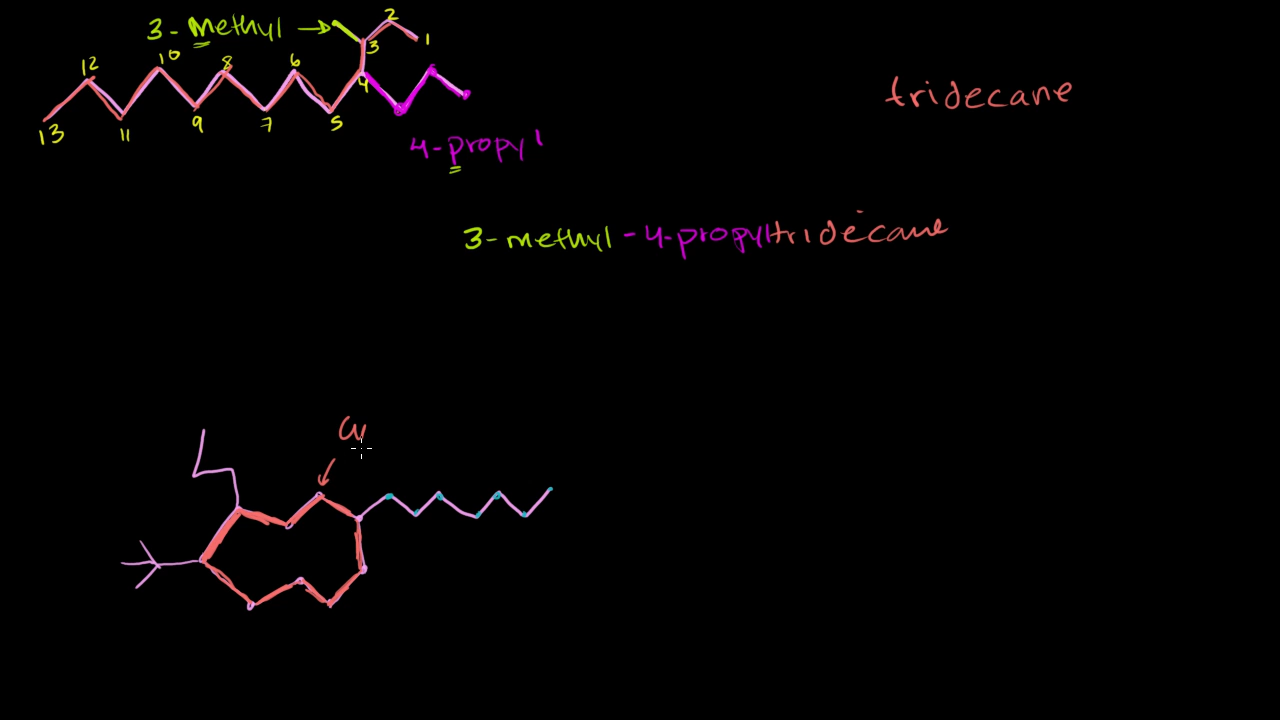 3-methyl → 2
3 1
12 10 8 6 4
13 11 9 7 5
tridecane
4-propyl
3-methyl-4-propyltridecane